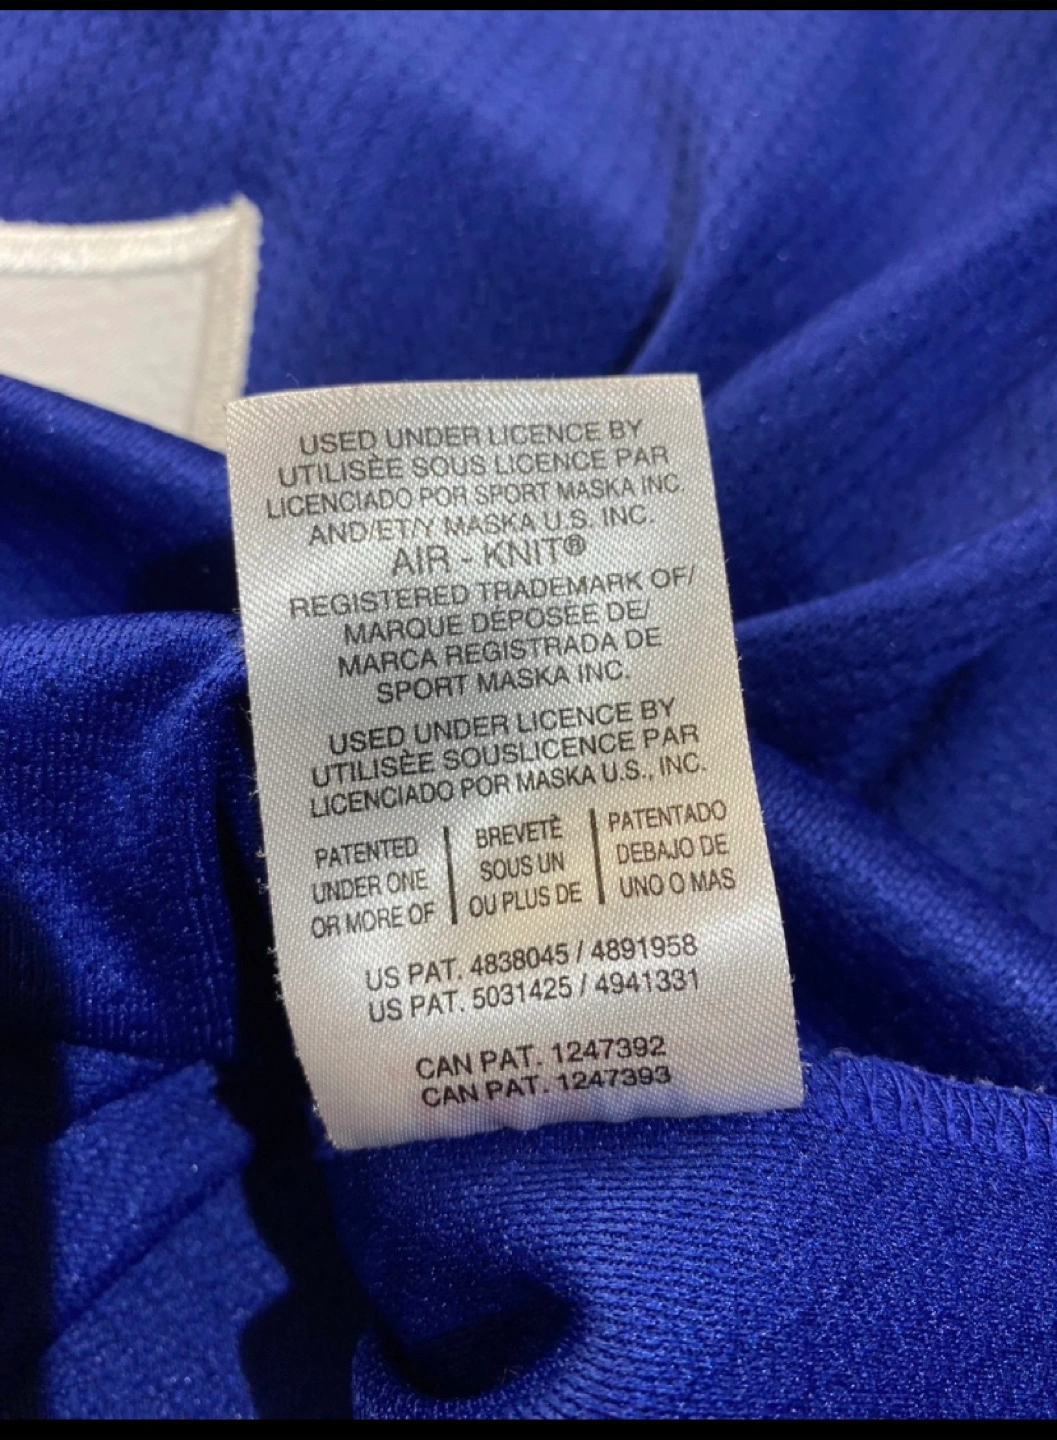 USED UNDER LICENCE BY
UTILISÈE SOUS LICENCE PAR
LICENCIADO POR SPORT MASKA INC.
AND/ET/Y MASKA U.S. INC.
AIR - KNIT®
REGISTERED TRADEMARK OF/
MARQUE DÉPOSÈE DE/
MARCA REGISTRADA DE
SPORT MASKA INC.
USED UNDER LICENCE BY
UTILISÈE SOUSLICENCE PAR
LICENCIADO POR MASKA U.S., INC.
PATENTED
UNDER ONE
OR MORE OF
BREVETÈ
SOUS UN
OU PLUS DE
PATENTADO
DEBAJO DE
UNO O MAS
US PAT. 4838045 / 4891958
US PAT. 5031425 / 4941331
CAN PAT. 1247392
CAN PAT. 1247393